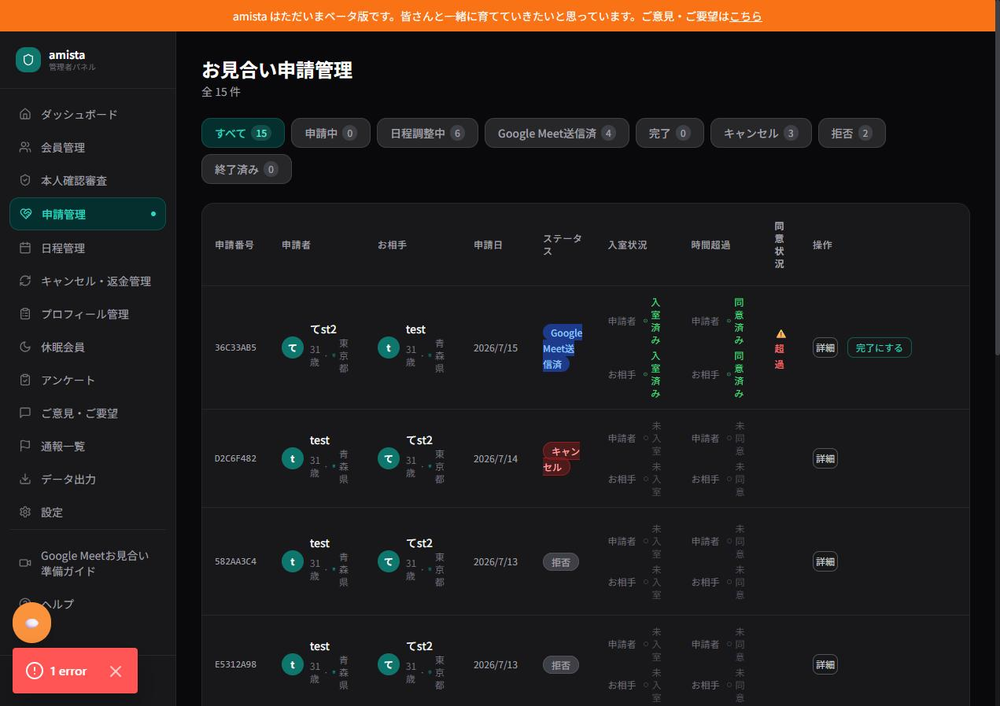 amista はただいまベータ版です。皆さんと一緒に育てていきたいと思っています。ご意見・ご要望はこちら
amista
管理者パネル
ダッシュボード
会員管理
本人確認審査
申請管理
日程管理
キャンセル・返金管理
プロフィール管理
休眠会員
アンケート
ご意見・ご要望
通報一覧
データ出力
設定
Google Meetお見合い
準備ガイド
ヘルプ
1 error
お見合い申請管理
全 15 件
すべて 15 申請中 0 日程調整中 6 Google Meet送信済 4 完了 0 キャンセル 3 拒否 2
終了済み 0
申請番号 申請者 お相手 申請日 ステータス 入室状況 時間超過 同意状況 操作
36C33AB5 て てst2 31歳 · 東京都 t test 31歳 · 青森県 2026/7/15 Google Meet送信済 申請者 入室済み 申請者 同意済み ⚠ 超過 詳細 完了にする
お相手 入室済み お相手 同意済み
D2C6F482 t test 31歳 · 青森県 て てst2 31歳 · 東京都 2026/7/14 キャンセル 申請者 ○ 未入室 申請者 ○ 未同意 詳細
お相手 ○ 未入室 お相手 ○ 未同意
582AA3C4 t test 31歳 · 青森県 て てst2 31歳 · 東京都 2026/7/13 拒否 申請者 ○ 未入室 申請者 ○ 未同意 詳細
お相手 ○ 未入室 お相手 ○ 未同意
E5312A98 t test 31歳 · 青森県 て てst2 31歳 · 東京都 2026/7/13 拒否 申請者 ○ 未入室 申請者 ○ 未同意 詳細
お相手 ○ 未入室 お相手 ○ 未同意